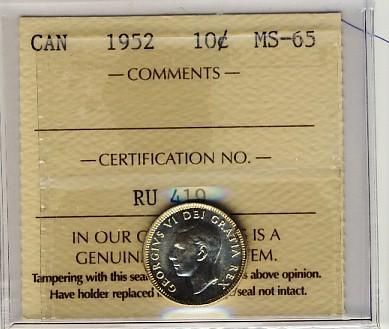 CAN 1952 10¢ MS-65
— COMMENTS —
— CERTIFICATION NO. —
RU 419
GEORGIVS VI DEI GRATIA REX
IN OUR IS A
GENUIN EM.
Tampering with this sea above opinion.
Have holder replaced seal not intact.